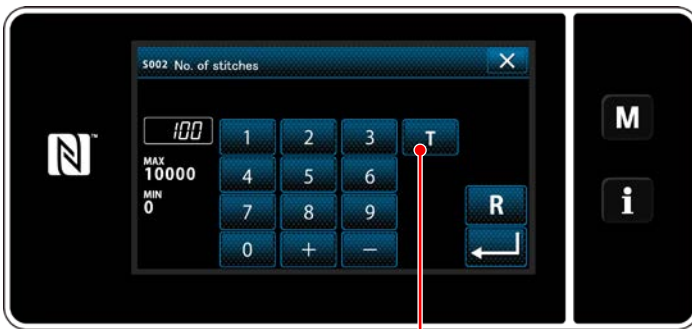 S002 No. of stitches
100
MAX
10000
MIN
0
1 2 3 T
4 5 6
7 8 9 R
0 + −
M
i
N™